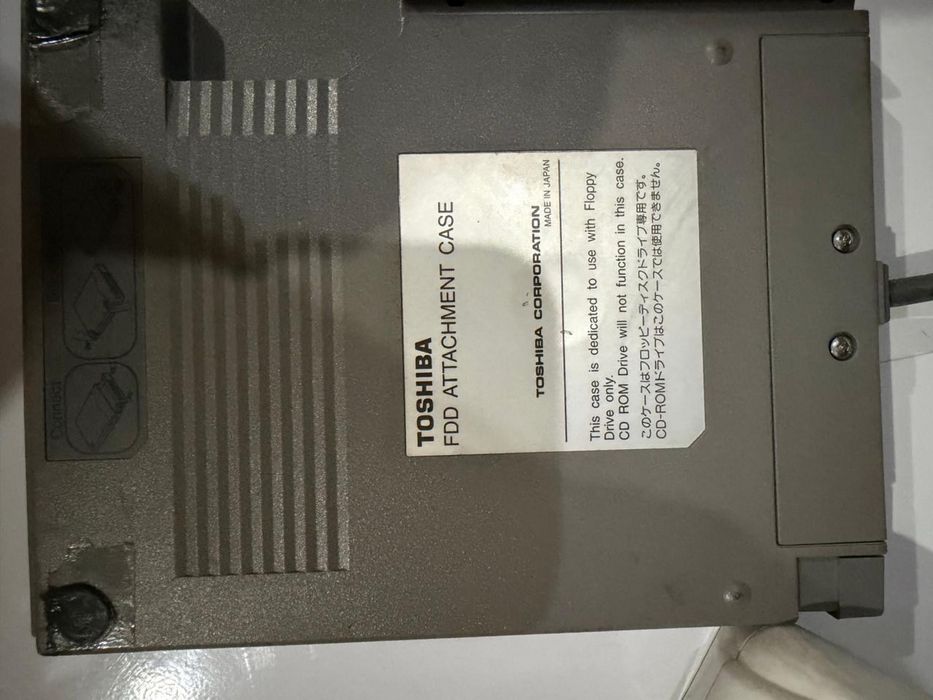 TOSHIBA
FDD ATTACHMENT CASE
TOSHIBA CORPORATION
MADE IN JAPAN
This case is dedicated to use with Floppy
Drive only.
CD ROM Drive will not function in this case.
このケースはフロッピーディスクドライブ専用です。
CD-ROMドライブはこのケースでは使用できません。
CONNECT